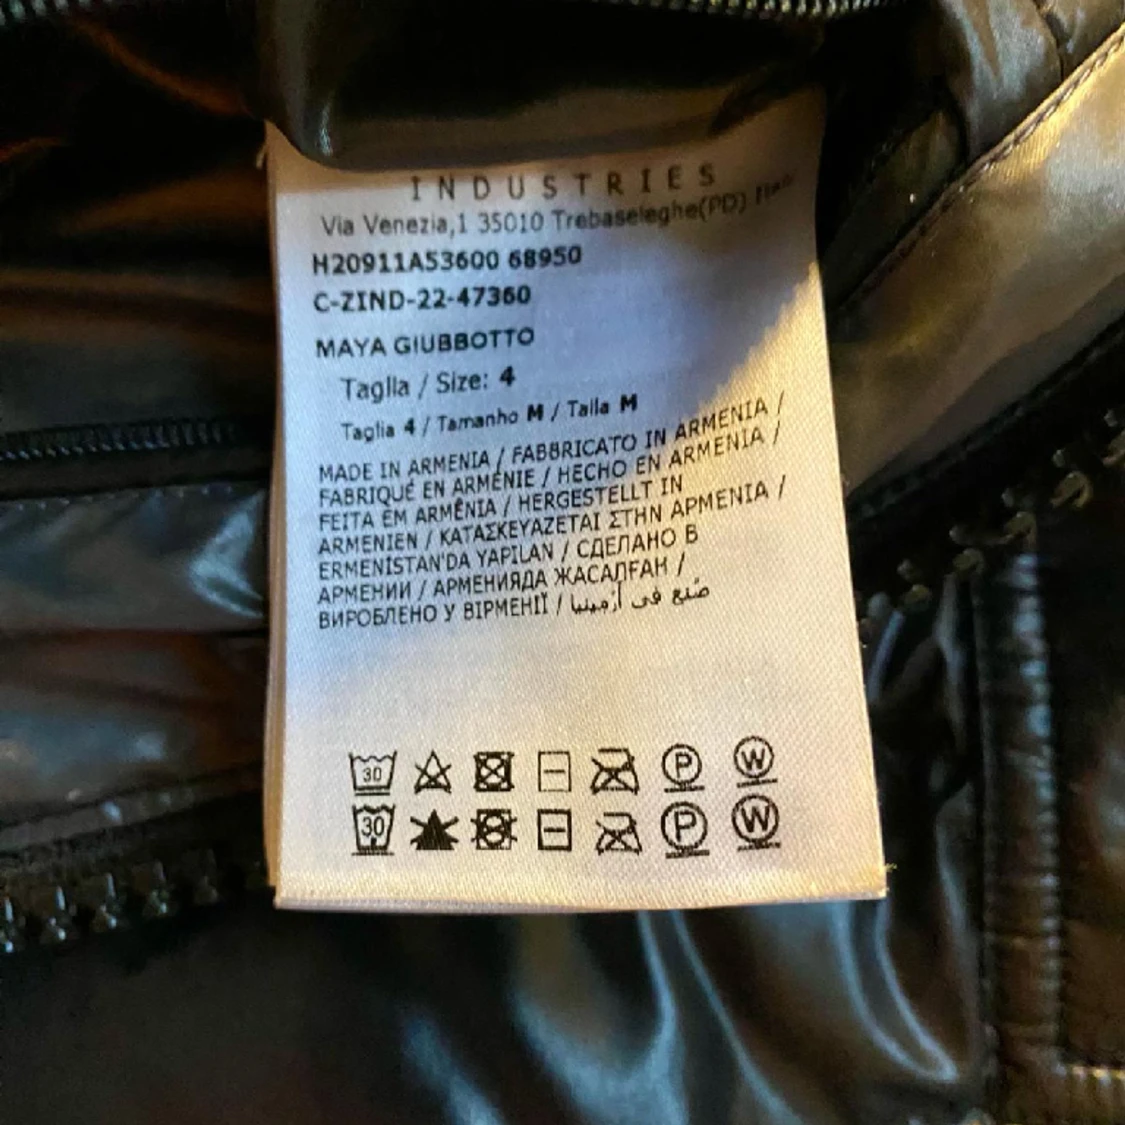 INDUSTRIES
Via Venezia,1 35010 Trebaseleghe(PD)
H20911A53600 68950
C-ZIND-22-47360
MAYA GIUBBOTTO
Taglia / Size: 4
Taglia 4 / Tamanho M / Talla M
MADE IN ARMENIA / FABBRICATO IN ARMENIA /
FABRIQUÉ EN ARMÉNIE / HECHO EN ARMENIA /
FEITA EM ARMÊNIA / HERGESTELLT IN
ARMENIEN / ΚΑΤΑΣΚΕΥΑΖΕΤΑΙ ΣΤΗΝ ΑΡΜΕΝΙΑ /
ERMENİSTAN'DA YAPILAN / СДЕЛАНО В
АРМЕНИИ / АРМЕНИЯДА ЖАСАЛҒАН /
ВИРОБЛЕНО У ВІРМЕНІЇ / صنع في أرمينيا
30 P W
30 P W